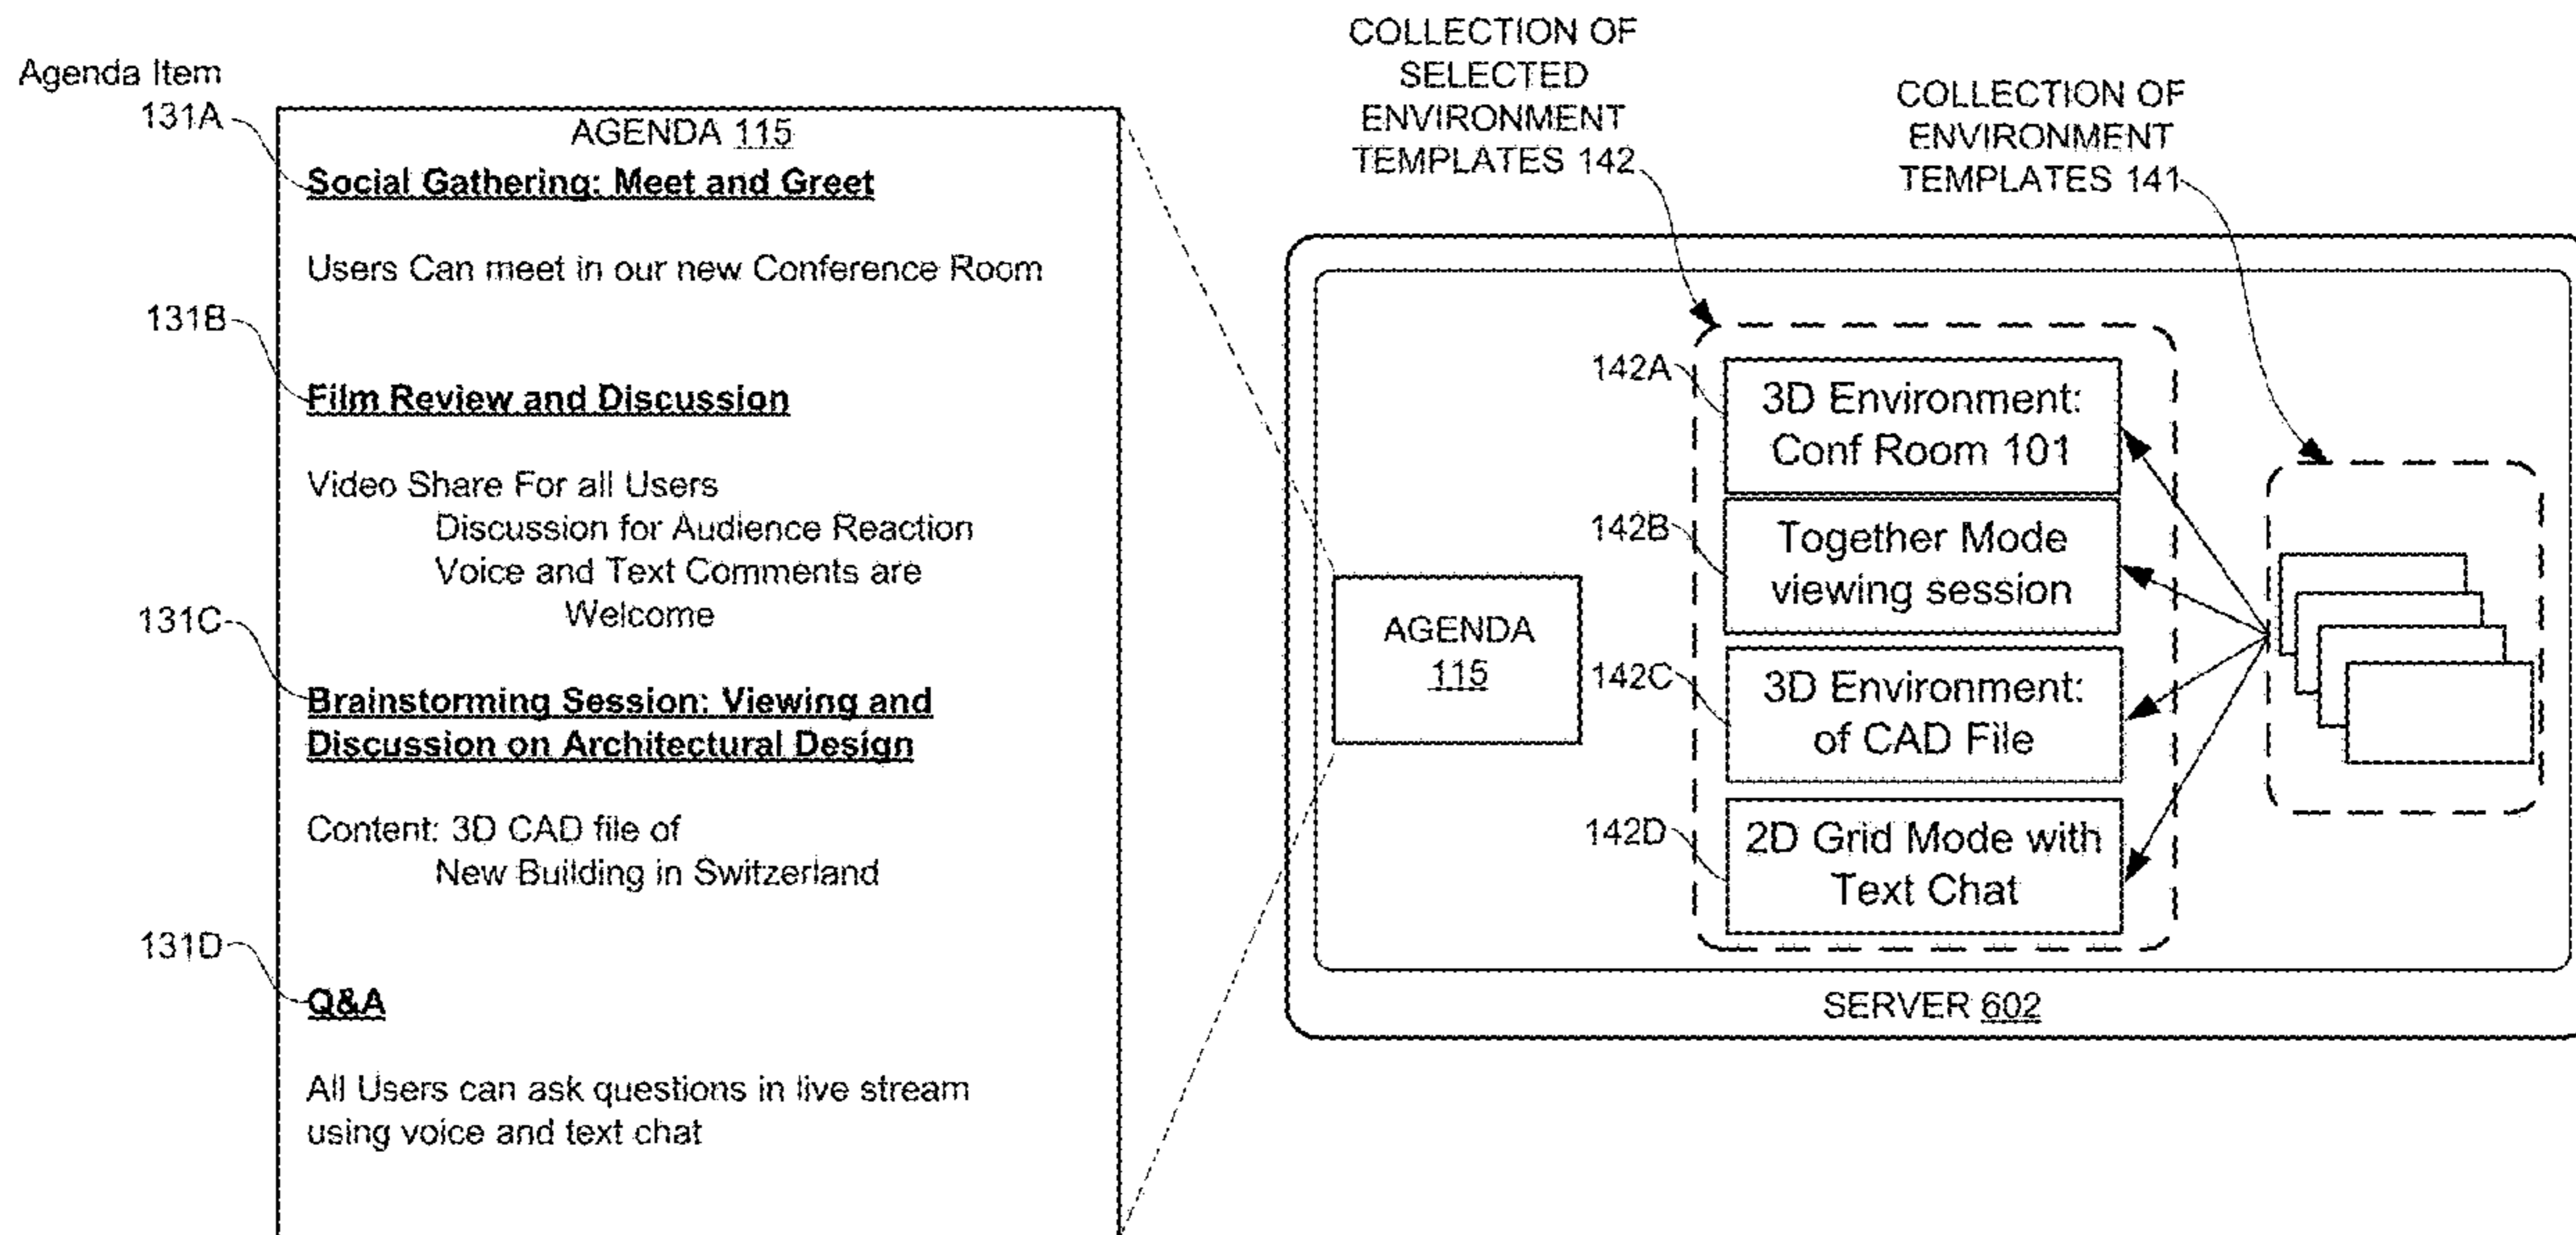 Agenda Item
131A
AGENDA 115
Social Gathering: Meet and Greet
Users Can meet in our new Conference Room
131B
Film Review and Discussion
Video Share For all Users
Discussion for Audience Reaction
Voice and Text Comments are
Welcome
131C
Brainstorming Session: Viewing and
Discussion on Architectural Design
Content: 3D CAD file of
New Building in Switzerland
131D
Q&A
All Users can ask questions in live stream
using voice and text chat
COLLECTION OF
SELECTED
ENVIRONMENT
TEMPLATES 142
COLLECTION OF
ENVIRONMENT
TEMPLATES 141
AGENDA
115
142A
3D Environment:
Conf Room 101
142B
Together Mode
viewing session
142C
3D Environment:
of CAD File
142D
2D Grid Mode with
Text Chat
SERVER 602